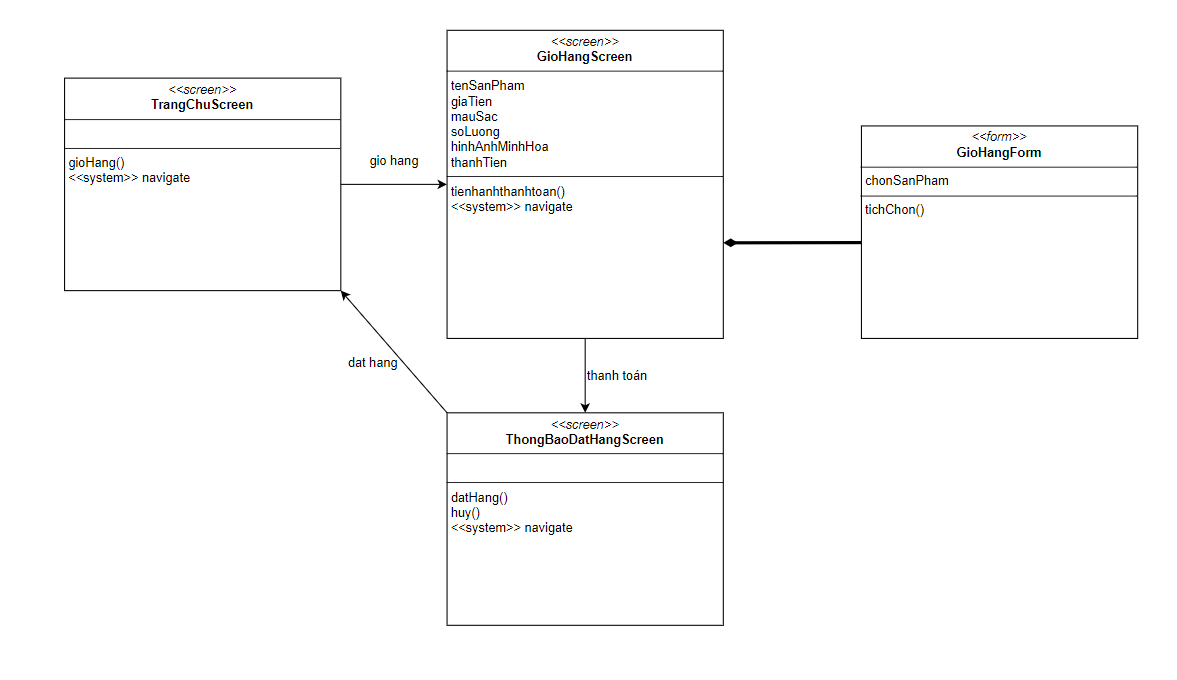 <<screen>>
TrangChuScreen
gioHang()
<<system>> navigate
gio hang
<<screen>>
GioHangScreen
tenSanPham
giaTien
mauSac
soLuong
hinhAnhMinhHoa
thanhTien
tienhanhthanhtoan()
<<system>> navigate
<<form>>
GioHangForm
chonSanPham
tichChon()
dat hang
thanh toán
<<screen>>
ThongBaoDatHangScreen
datHang()
huy()
<<system>> navigate